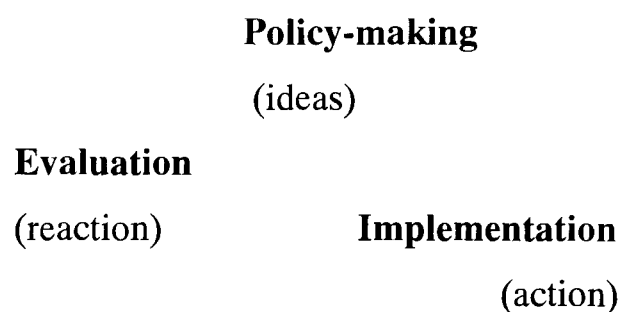 Policy-making
(ideas)
Evaluation
(reaction)
Implementation
(action)